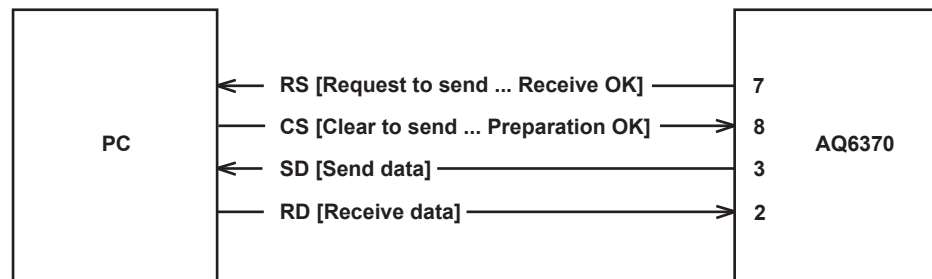 RS [Request to send ... Receive OK] 7
CS [Clear to send ... Preparation OK] 8
PC
AQ6370
SD [Send data] 3
RD [Receive data] 2